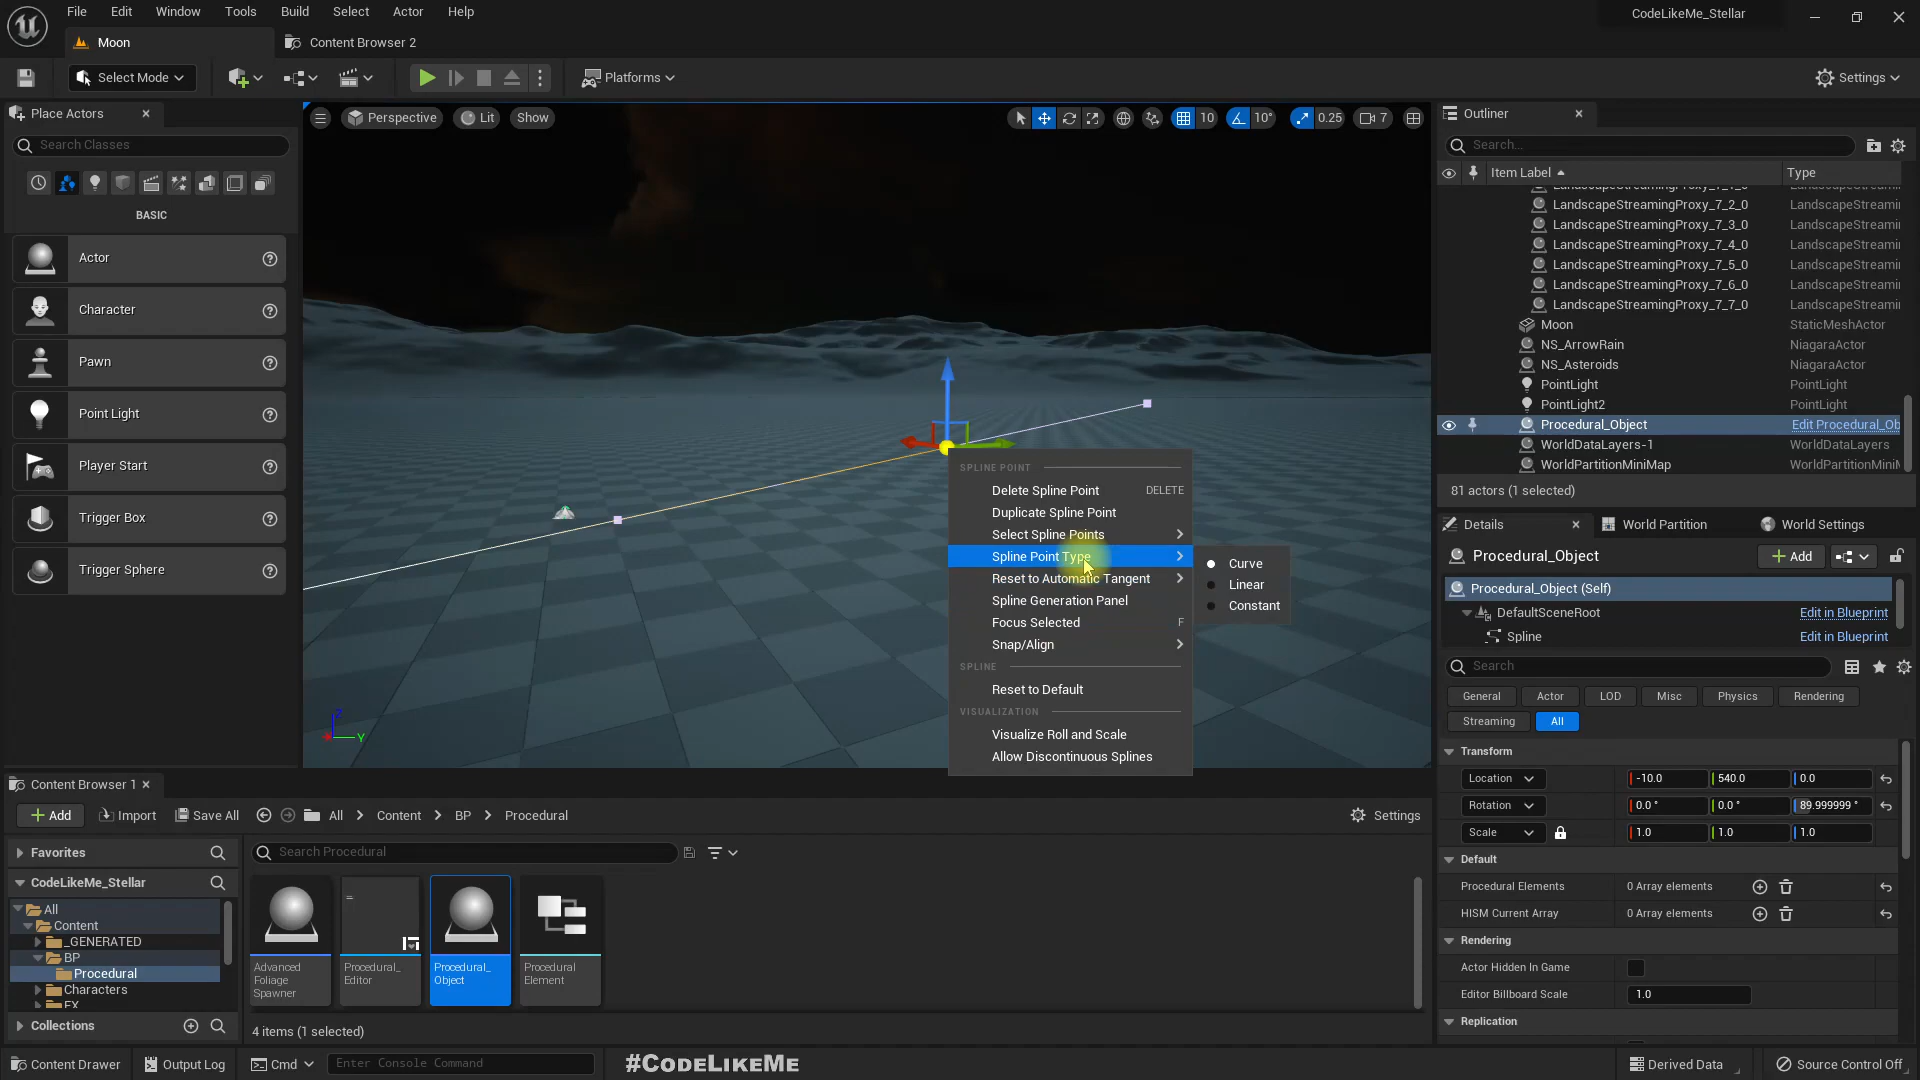 File Edit Window Tools Build Select Actor Help
CodeLikeMe_Stellar
Moon
Content Browser 2
Select Mode
Platforms
Settings
Place Actors
Search Classes
BASIC
Actor
Character
Pawn
Point Light
Player Start
Trigger Box
Trigger Sphere
Perspective Lit Show
10 10° 0.25 7
Z
Y
SPLINE POINT
Delete Spline Point DELETE
Duplicate Spline Point
Select Spline Points
Spline Point Type
Reset to Automatic Tangent
Spline Generation Panel
Focus Selected F
Snap/Align
SPLINE
Reset to Default
VISUALIZATION
Visualize Roll and Scale
Allow Discontinuous Splines
Curve
Linear
Constant
Outliner
Search...
Item Label Type
LandscapeStreamingProxy_7_2_0 LandscapeStreami
LandscapeStreamingProxy_7_3_0 LandscapeStreami
LandscapeStreamingProxy_7_4_0 LandscapeStreami
LandscapeStreamingProxy_7_5_0 LandscapeStreami
LandscapeStreamingProxy_7_6_0 LandscapeStreami
LandscapeStreamingProxy_7_7_0 LandscapeStreami
Moon StaticMeshActor
NS_ArrowRain NiagaraActor
NS_Asteroids NiagaraActor
PointLight PointLight
PointLight2 PointLight
Procedural_Object Edit Procedural_Ob
WorldDataLayers-1 WorldDataLayers
WorldPartitionMiniMap WorldPartitionMini
81 actors (1 selected)
Details
World Partition
World Settings
Procedural_Object
Add
Procedural_Object (Self)
DefaultSceneRoot Edit in Blueprint
Spline Edit in Blueprint
Search
General Actor LOD Misc Physics Rendering
Streaming All
Transform
Location -10.0 540.0 0.0
Rotation 0.0 ° 0.0 ° 89.999999 °
Scale 1.0 1.0 1.0
Default
Procedural Elements 0 Array elements
HISM Current Array 0 Array elements
Rendering
Actor Hidden In Game
Editor Billboard Scale 1.0
Replication
Content Browser 1
Add Import Save All All Content BP Procedural
Settings
Favorites
CodeLikeMe_Stellar
All
Content
_GENERATED
BP
Procedural
Characters
FX
Collections
Search Procedural
Advanced
Foliage
Spawner
Procedural_
Editor
Procedural_
Object
Procedural
Element
4 items (1 selected)
Content Drawer Output Log Cmd Enter Console Command
#CodeLikeMe
Derived Data
Source Control Off